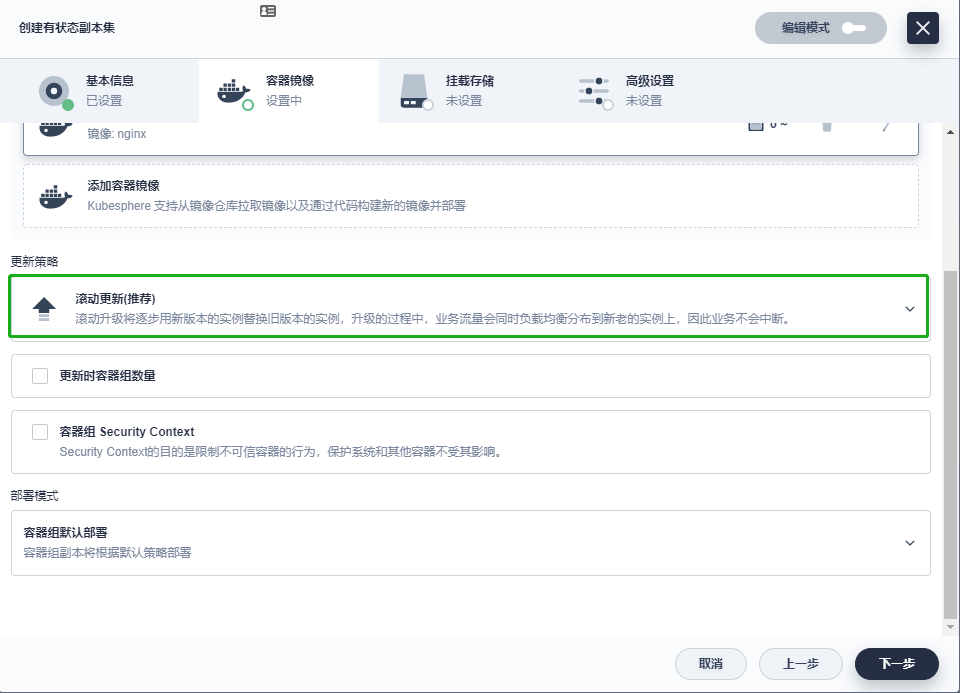 创建有状态副本集
编辑模式
基本信息
已设置
容器镜像
设置中
挂载存储
未设置
高级设置
未设置
镜像: nginx
添加容器镜像
Kubesphere 支持从镜像仓库拉取镜像以及通过代码构建新的镜像并部署
更新策略
滚动更新(推荐)
滚动升级将逐步用新版本的实例替换旧版本的实例，升级的过程中，业务流量会同时负载均衡分布到新老的实例上，因此业务不会中断。
更新时容器组数量
容器组 Security Context
Security Context的目的是限制不可信容器的行为，保护系统和其他容器不受其影响。
部署模式
容器组默认部署
容器组副本将根据默认策略部署
取消
上一步
下一步